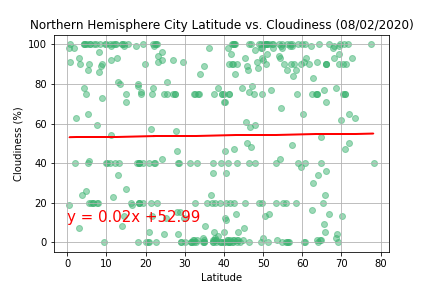 Northern Hemisphere City Latitude vs. Cloudiness (08/02/2020)
100
80
60
40
20
0
Cloudiness (%)
y = 0.02x +52.99
0 10 20 30 40 50 60 70 80
Latitude